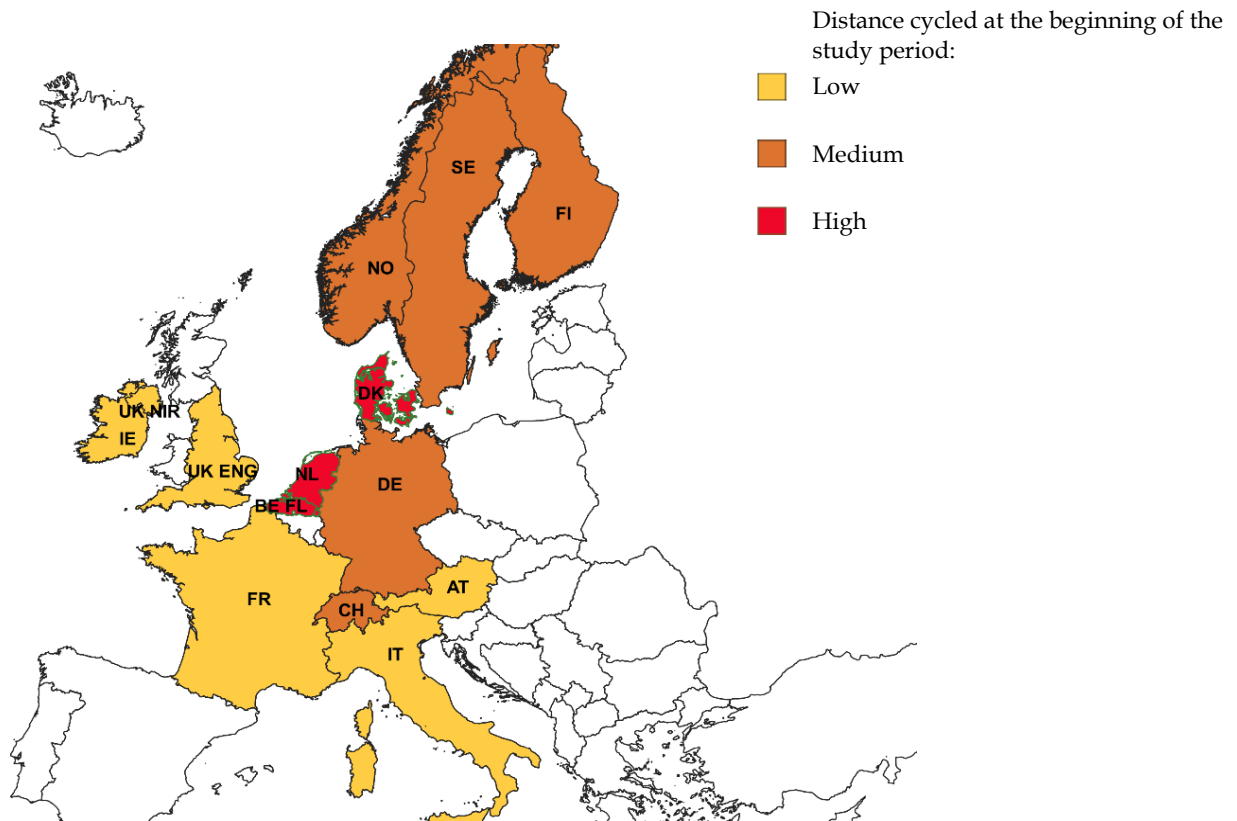 Distance cycled at the beginning of the
study period:
Low
Medium
High
SE
FI
NO
DK
UK NIR
IE
UK ENG
NL
DE
BE FL
AT
FR
CH
IT